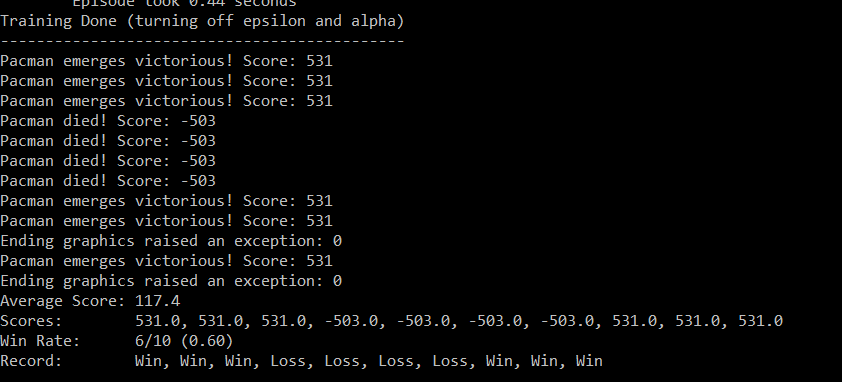 Episode took 0.44 seconds
Training Done (turning off epsilon and alpha)
---------------------------------------------
Pacman emerges victorious! Score: 531
Pacman emerges victorious! Score: 531
Pacman emerges victorious! Score: 531
Pacman died! Score: -503
Pacman died! Score: -503
Pacman died! Score: -503
Pacman died! Score: -503
Pacman emerges victorious! Score: 531
Pacman emerges victorious! Score: 531
Ending graphics raised an exception: 0
Pacman emerges victorious! Score: 531
Ending graphics raised an exception: 0
Average Score: 117.4
Scores:        531.0, 531.0, 531.0, -503.0, -503.0, -503.0, -503.0, 531.0, 531.0, 531.0
Win Rate:      6/10 (0.60)
Record:        Win, Win, Win, Loss, Loss, Loss, Loss, Win, Win, Win